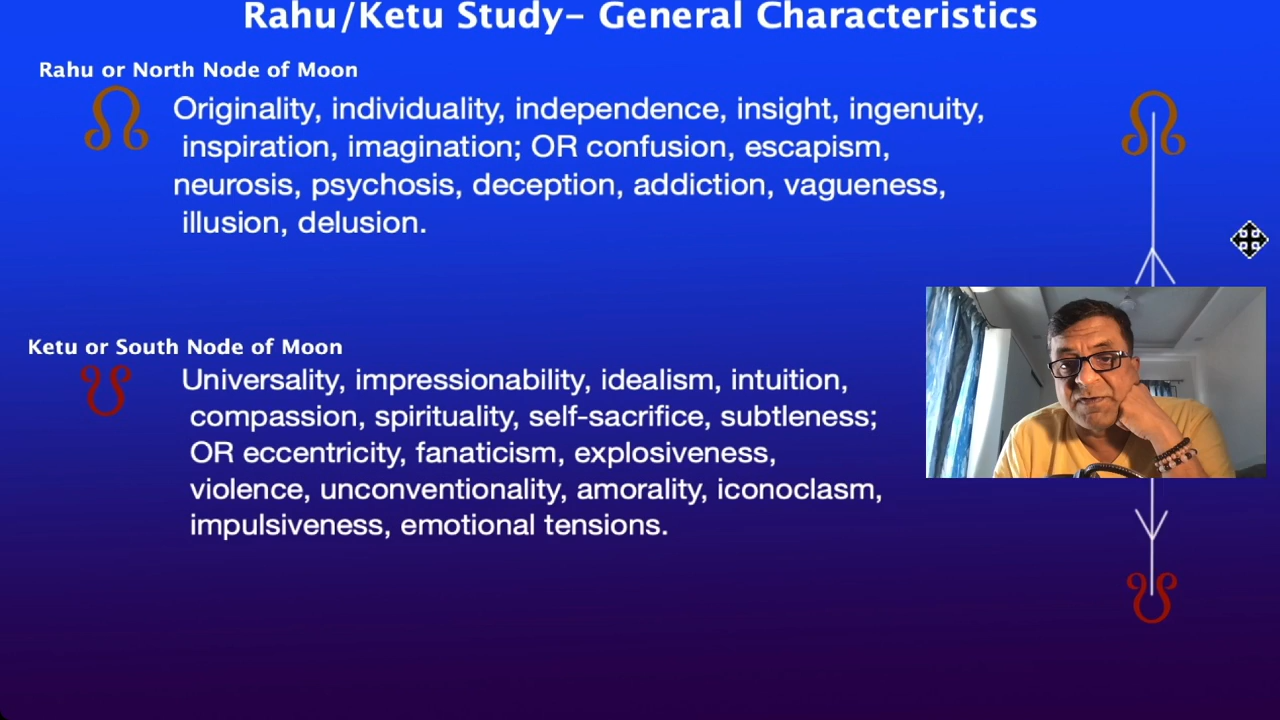 Rahu/Ketu Study– General Characteristics
Rahu or North Node of Moon
Originality, individuality, independence, insight, ingenuity,
inspiration, imagination; OR confusion, escapism,
neurosis, psychosis, deception, addiction, vagueness,
illusion, delusion.
Ketu or South Node of Moon
Universality, impressionability, idealism, intuition,
compassion, spirituality, self-sacrifice, subtleness;
OR eccentricity, fanaticism, explosiveness,
violence, unconventionality, amorality, iconoclasm,
impulsiveness, emotional tensions.